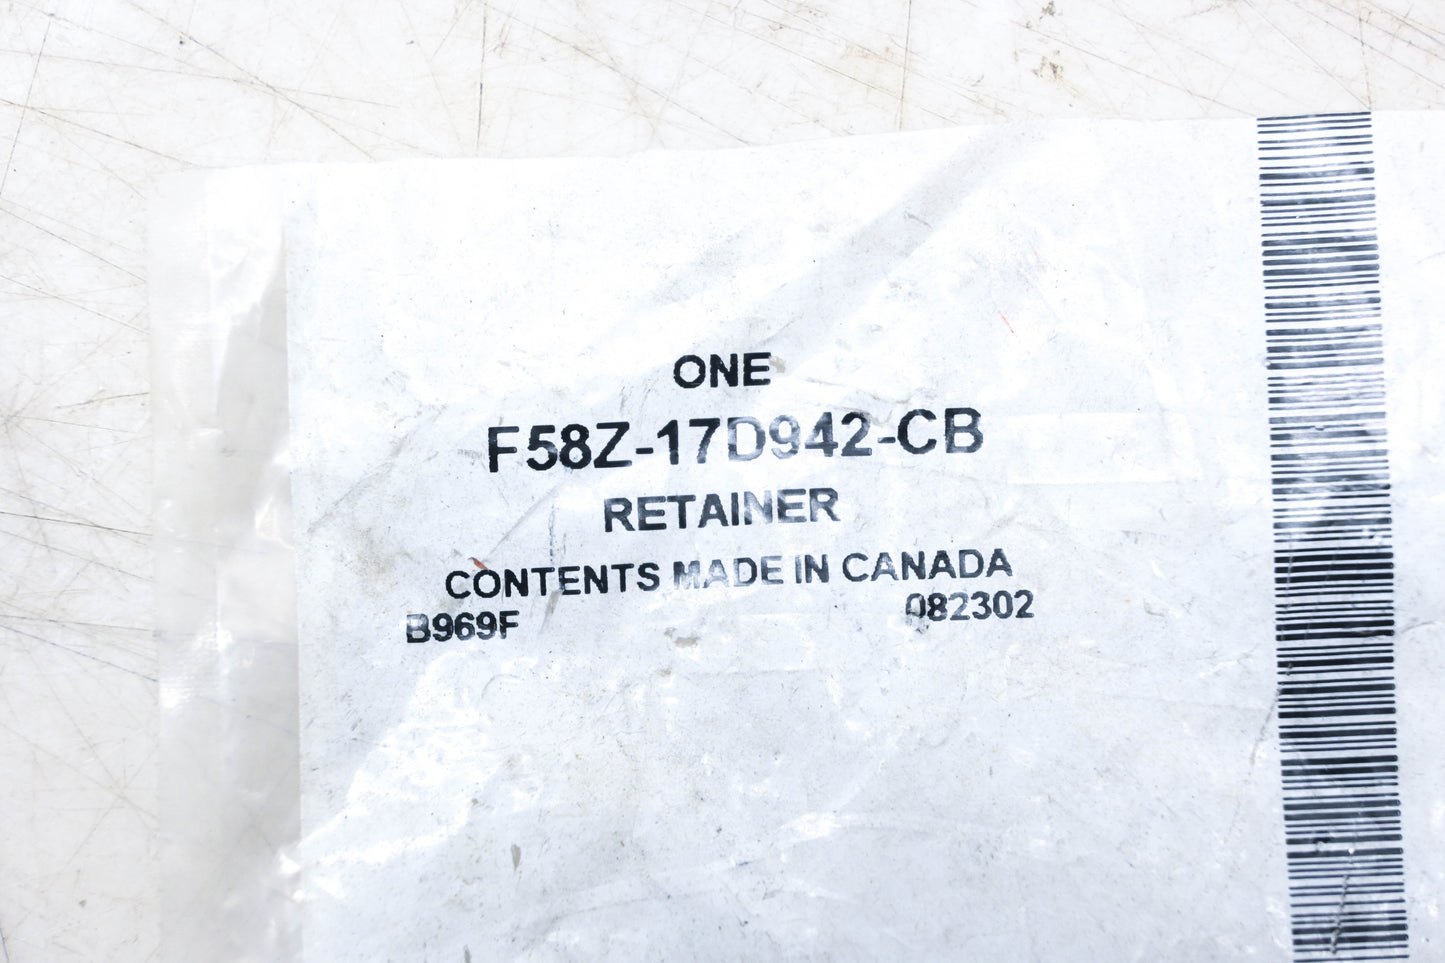 ONE
F58Z-17D942-CB
RETAINER
CONTENTS MADE IN CANADA
B969F 082302